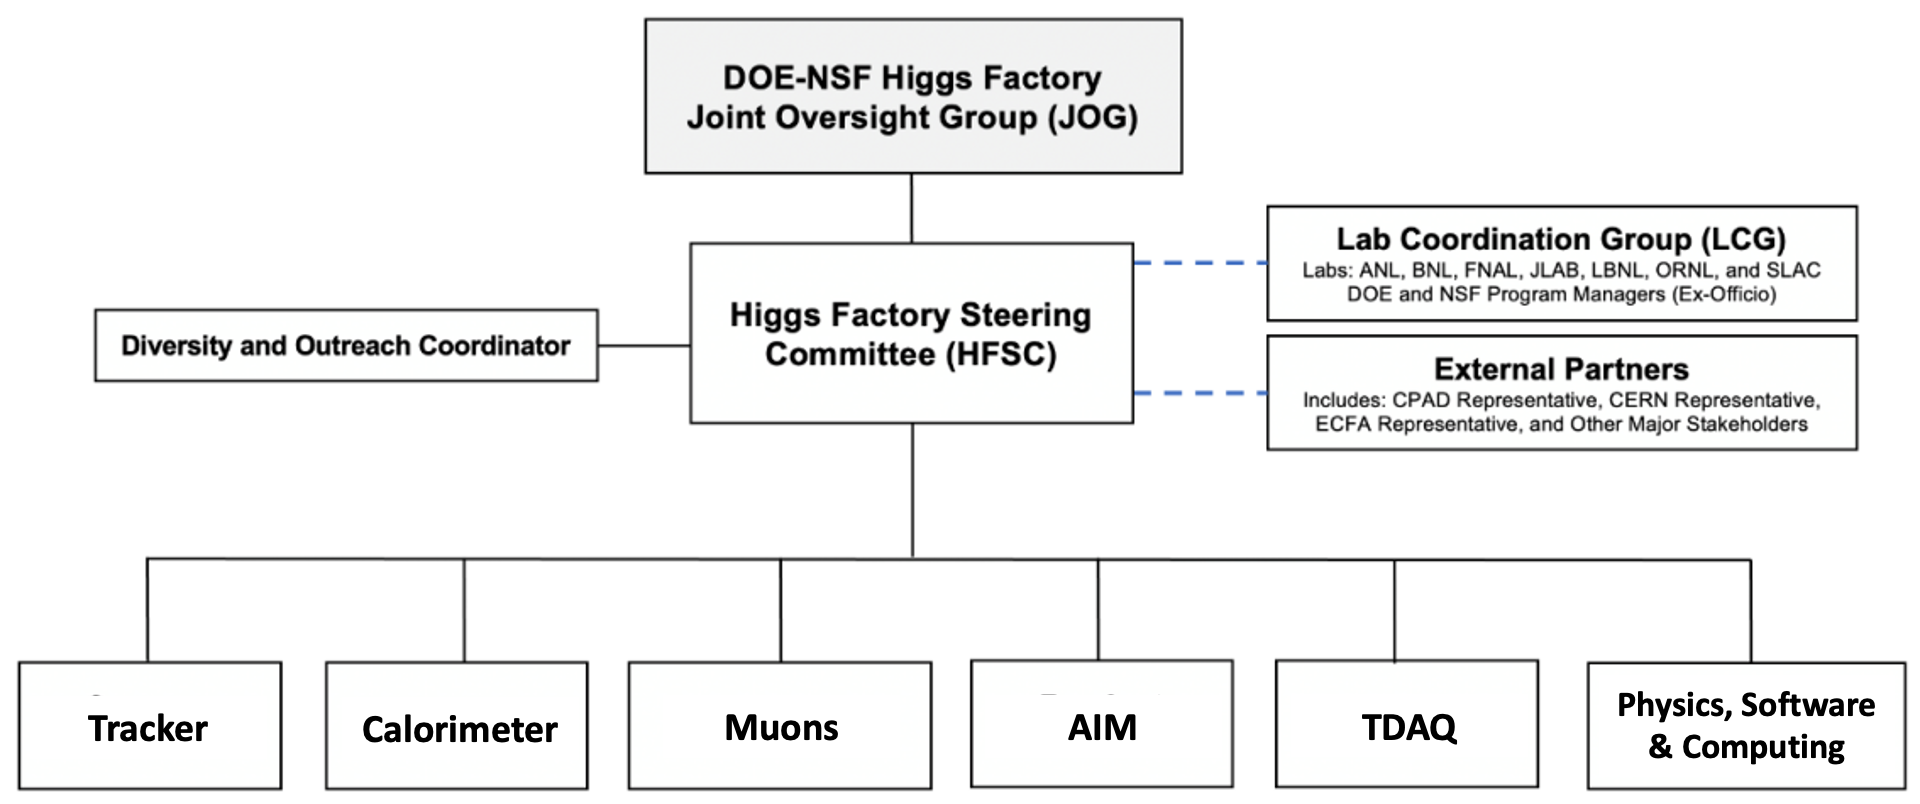 DOE-NSF Higgs Factory
Joint Oversight Group (JOG)
Lab Coordination Group (LCG)
Labs: ANL, BNL, FNAL, JLAB, LBNL, ORNL, and SLAC
DOE and NSF Program Managers (Ex-Officio)
Higgs Factory Steering
Committee (HFSC)
Diversity and Outreach Coordinator
External Partners
Includes: CPAD Representative, CERN Representative,
ECFA Representative, and Other Major Stakeholders
Tracker
Calorimeter
Muons
AIM
TDAQ
Physics, Software
& Computing